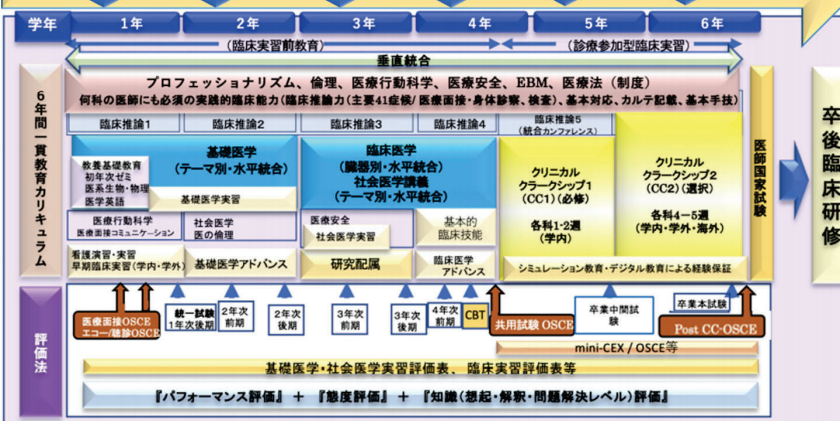 学年
1年
2年
3年
4年
5年
6年
(臨床実習前教育)
(診療参加型臨床実習)
垂直統合
6年間一貫教育カリキュラム
プロフェッショナリズム、倫理、医療行動科学、医療安全、EBM、医療法(制度)
何科の医師にも必須の実践的臨床能力(臨床推論力(主要41症候/医療面接・身体診察、検査)、基本対応、カルテ記載、基本手技)
臨床推論1
臨床推論2
臨床推論3
臨床推論4
臨床推論5
(統合カンファレンス)
教養基礎教育
初年次ゼミ
医系生物・物理
医学英語
基礎医学
(テーマ別・水平統合)
基礎医学実習
臨床医学
(臓器別・水平統合)
社会医学講義
(テーマ別・水平統合)
クリニカル
クラークシップ1
(CC1)(必修)
各科1-2週
(学内)
クリニカル
クラークシップ2
(CC2)(選択)
各科4-5週
(学内・学外・海外)
医師国家試験
卒後臨床研修
医療行動科学
医療面接コミュニケーション
社会医学
医の倫理
医療安全
社会医学実習
基本的
臨床技能
看護演習・実習
早期臨床実習(学内・学外)
基礎医学アドバンス
研究配属
臨床医学
アドバンス
シミュレーション教育・デジタル教育による経験保証
評価法
医療面接OSCE
エコー/聴診OSCE
統一試験
1年次後期
2年次
前期
2年次
後期
3年次
前期
3年次
後期
4年次
前期
CBT
共用試験 OSCE
卒業中間試
験
卒業本試験
Post CC-OSCE
mini-CEX / OSCE等
基礎医学・社会医学実習評価表、臨床実習評価表等
『パフォーマンス評価』 + 『態度評価』 + 『知識(想起・解釈・問題解決レベル)評価』